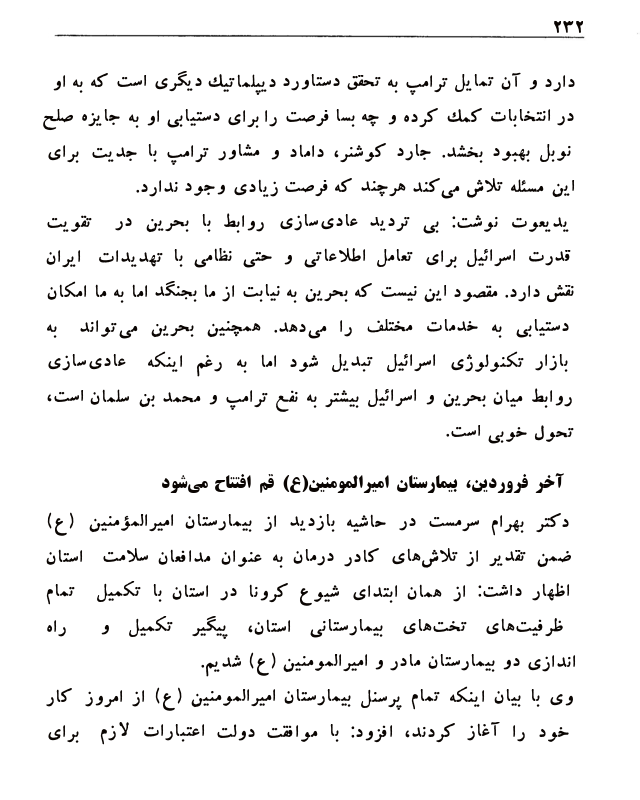 ۲۳۲
دارد و آن تمایل ترامپ به تحقق دستاورد دیپلماتیك دیگری است که به او
در انتخابات کمك کرده و چه بسا فرصت را برای دستیابی او به جایزه صلح
نوبل بهبود بخشد. جارد کوشنر، داماد و مشاور ترامپ با جدیت برای
این مسئله تلاش می‌کند هرچند که فرصت زیادی وجود ندارد.
یدیعوت نوشت: بی تردید عادی‌سازی روابط با بحرین در تقویت
قدرت اسرائیل برای تعامل اطلاعاتی و حتی نظامی با تهدیدات ایران
نقش دارد. مقصود این نیست که بحرین به نیابت از ما بجنگد اما به ما امکان
دستیابی به خدمات مختلف را می‌دهد. همچنین بحرین می‌تواند به
بازار تکنولوژی اسرائیل تبدیل شود اما به رغم اینکه عادی‌سازی
روابط میان بحرین و اسرائیل بیشتر به نفع ترامپ و محمد بن سلمان است،
تحول خوبی است.
آخر فروردین، بیمارستان امیرالمومنین(ع) قم افتتاح می‌شود
دکتر بهرام سرمست در حاشیه بازدید از بیمارستان امیرالمؤمنین (ع)
ضمن تقدیر از تلاش‌های کادر درمان به عنوان مدافعان سلامت استان
اظهار داشت: از همان ابتدای شیوع کرونا در استان با تکمیل تمام
ظرفیت‌های تخت‌های بیمارستانی استان، پیگیر تکمیل و راه
اندازی دو بیمارستان مادر و امیرالمومنین (ع) شدیم.
وی با بیان اینکه تمام پرسنل بیمارستان امیرالمومنین (ع) از امروز کار
خود را آغاز کردند، افزود: با موافقت دولت اعتبارات لازم برای